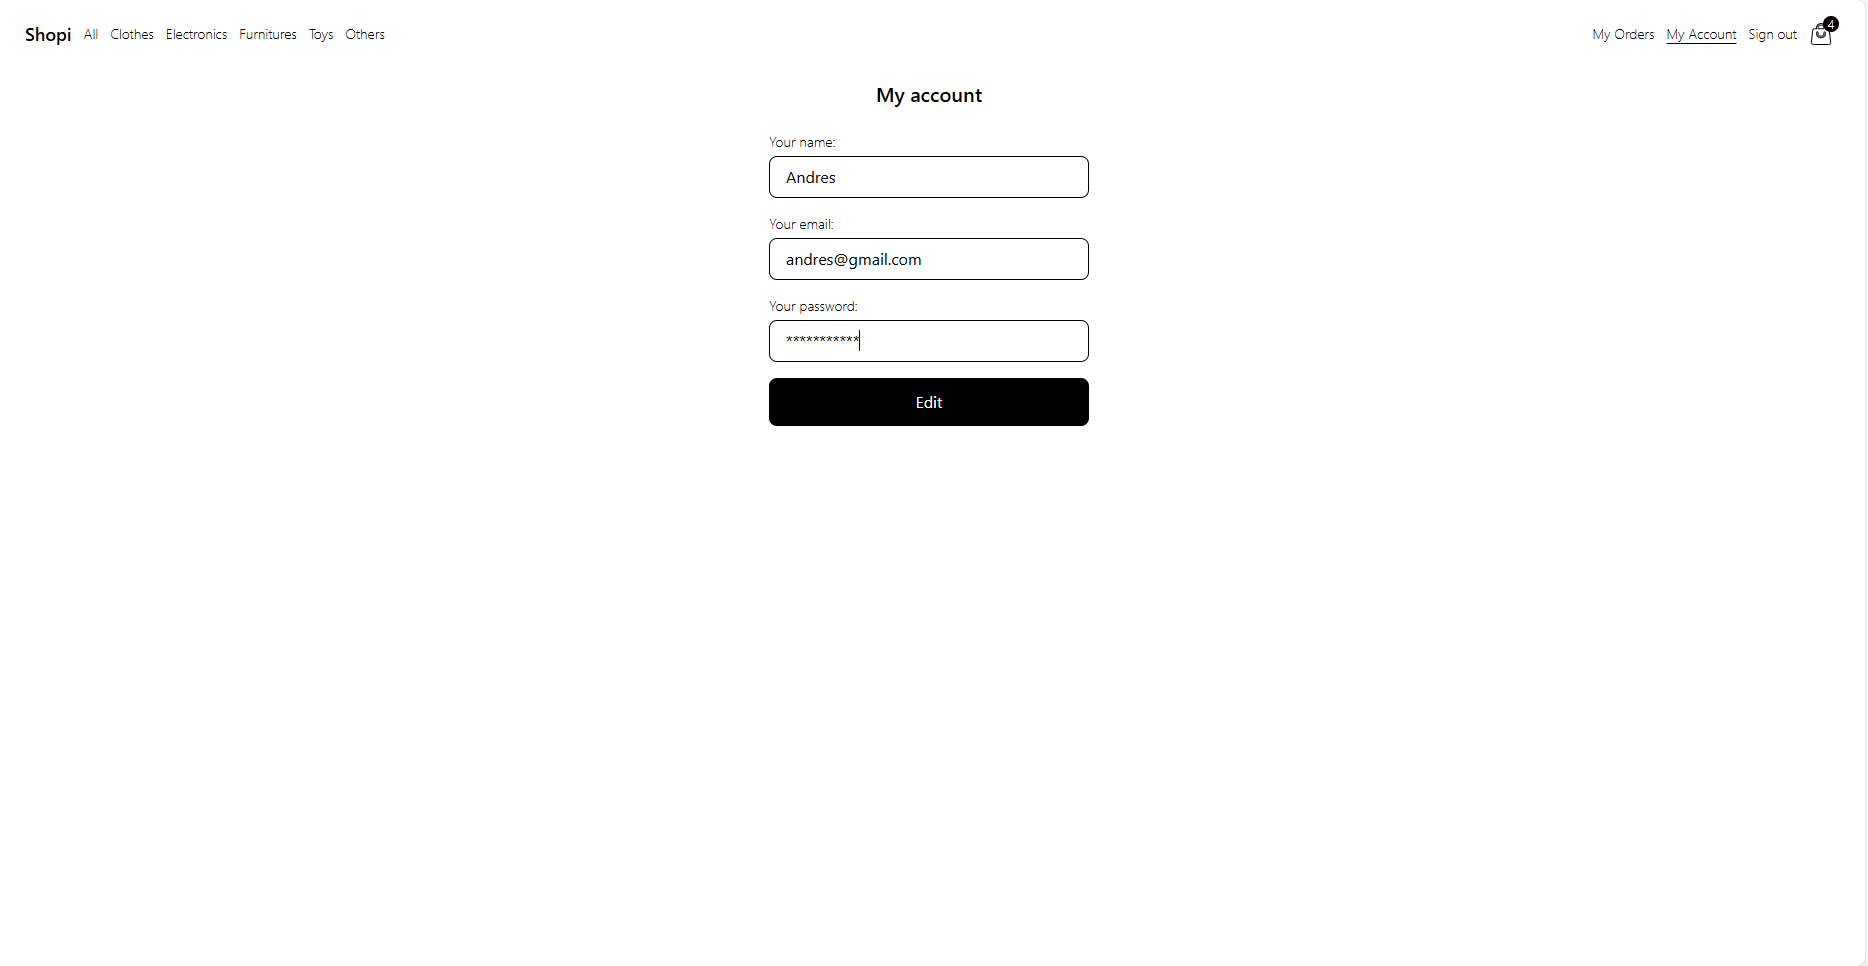 Shopi All Clothes Electronics Furnitures Toys Others My Orders My Account Sign out 4
My account
Your name:
Andres
Your email:
andres@gmail.com
Your password:
***********
Edit